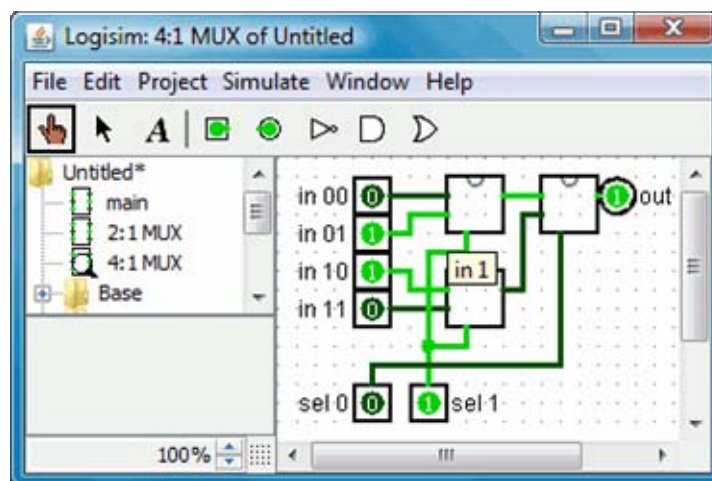 Logisim: 4:1 MUX of Untitled
File Edit Project Simulate Window Help
A
Untitled*
main
2:1 MUX
4:1 MUX
Base
100%
in 00 0
in 01 1
in 10 1
in 11 0
in 1
1 out
sel 0 0
1 sel 1